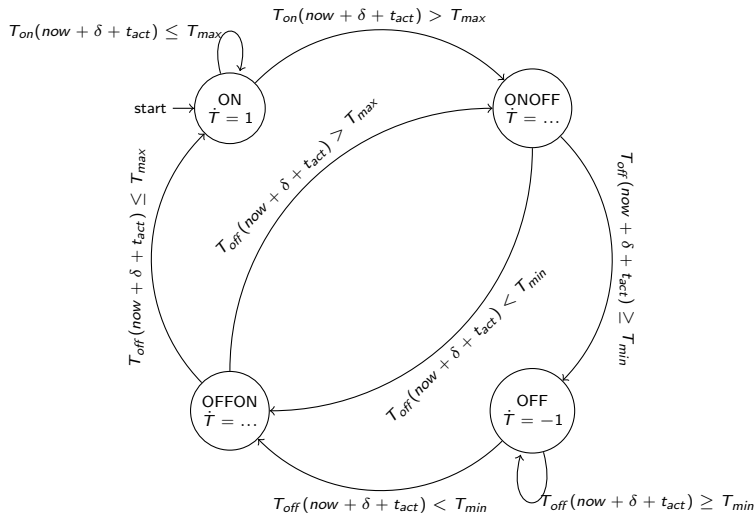 T_on(now + δ + t_act) ≤ T_max
T_on(now + δ + t_act) > T_max
start
ON
Ṫ = 1
ONOFF
Ṫ = ...
T_off(now + δ + t_act) ≤ T_max
T_off(now + δ + t_act) > T_max
T_off(now + δ + t_act) < T_min
T_off(now + δ + t_act) ≥ T_min
OFFON
Ṫ = ...
OFF
Ṫ = −1
T_off(now + δ + t_act) < T_min
T_off(now + δ + t_act) ≥ T_min